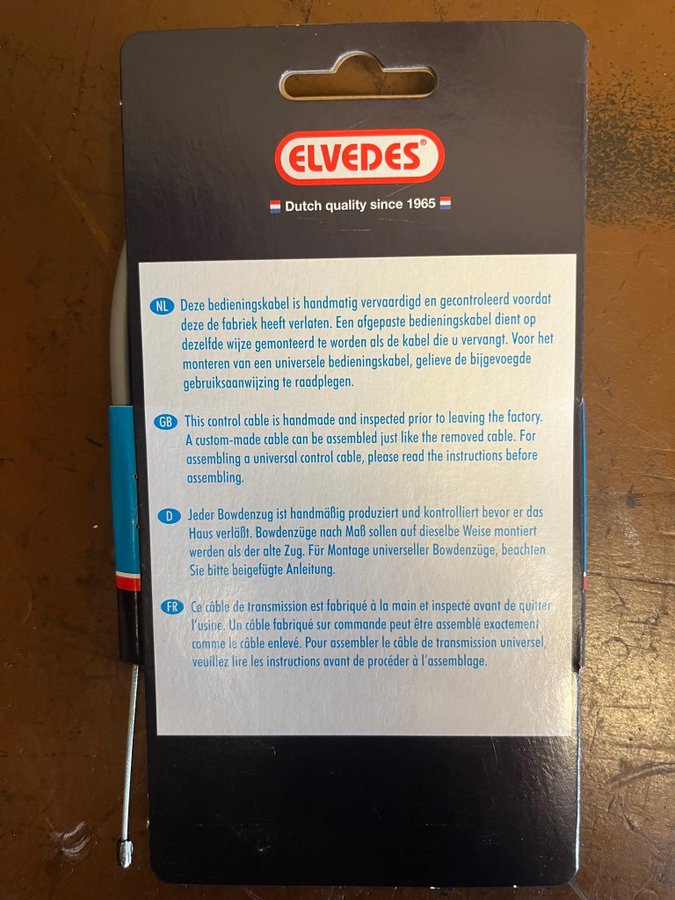 ELVEDES®
Dutch quality since 1965
NL Deze bedieningskabel is handmatig vervaardigd en gecontroleerd voordat
deze de fabriek heeft verlaten. Een afgepaste bedieningskabel dient op
dezelfde wijze gemonteerd te worden als de kabel die u vervangt. Voor het
monteren van een universele bedieningskabel, gelieve de bijgevoegde
gebruiksaanwijzing te raadplegen.
GB This control cable is handmade and inspected prior to leaving the factory.
A custom-made cable can be assembled just like the removed cable. For
assembling a universal control cable, please read the instructions before
assembling.
D Jeder Bowdenzug ist handmäßig produziert und kontrolliert bevor er das
Haus verläßt. Bowdenzüge nach Maß sollen auf dieselbe Weise montiert
werden als der alte Zug. Für Montage universeller Bowdenzüge, beachten
Sie bitte beigefügte Anleitung.
FR Ce câble de transmission est fabriqué à la main et inspecté avant de quitter
l'usine. Un câble fabriqué sur commande peut être assemblé exactement
comme le câble enlevé. Pour assembler le câble de transmission universel,
veuillez lire les instructions avant de procéder à l'assemblage.